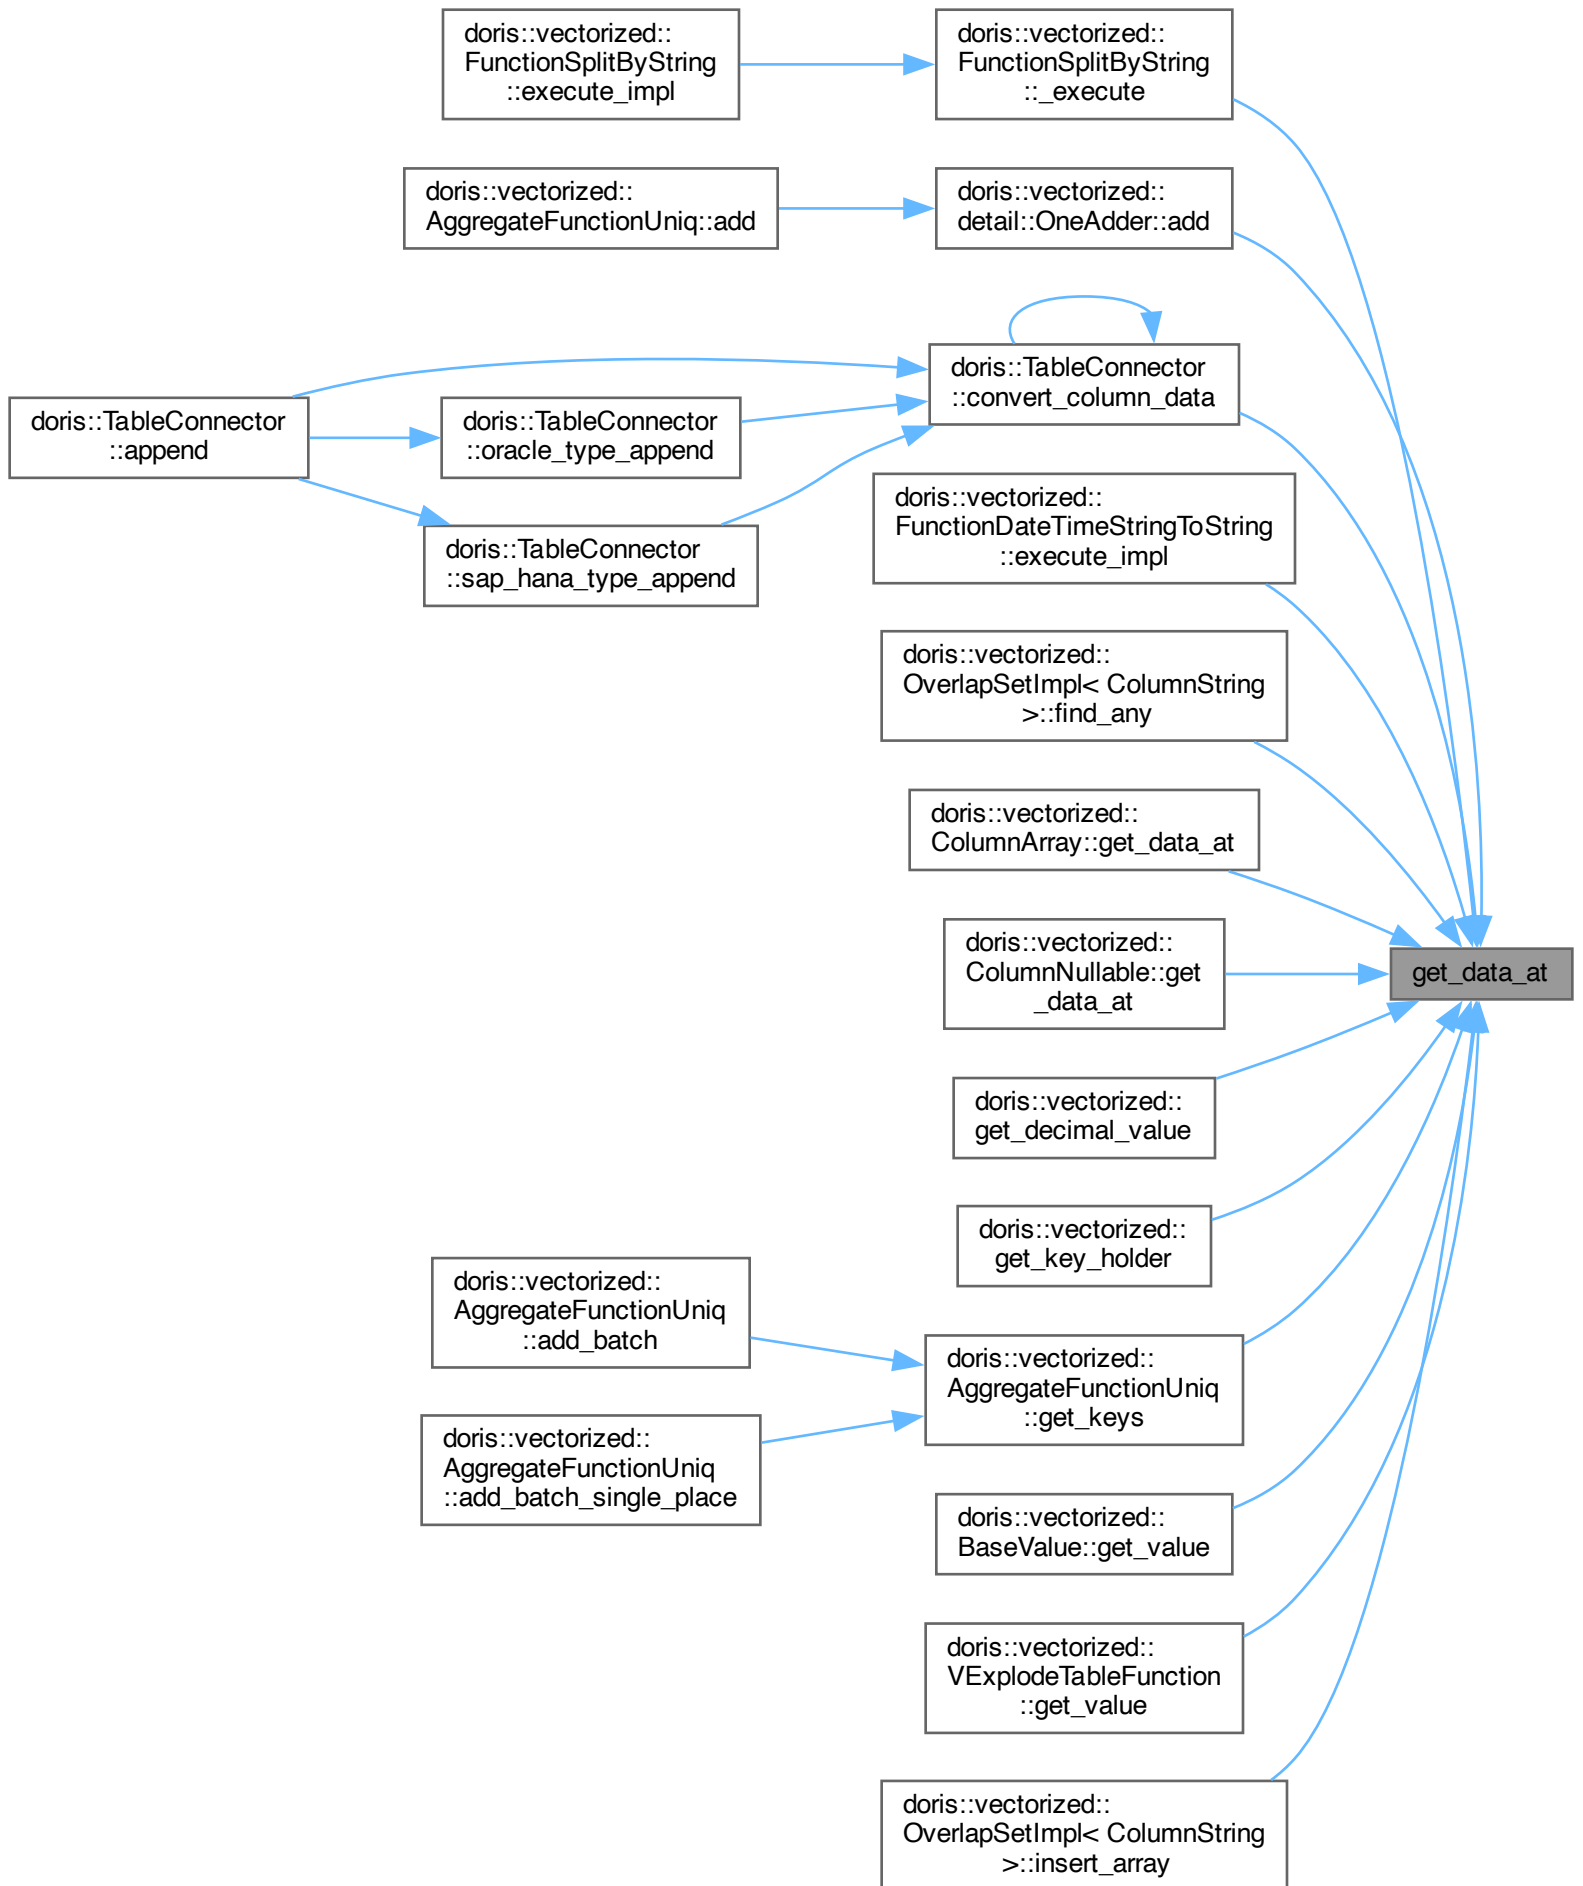 doris::vectorized::
FunctionSplitByString
::execute_impl
doris::vectorized::
FunctionSplitByString
::_execute
doris::vectorized::
AggregateFunctionUniq::add
doris::vectorized::
detail::OneAdder::add
doris::TableConnector
::append
doris::TableConnector
::oracle_type_append
doris::TableConnector
::convert_column_data
doris::TableConnector
::sap_hana_type_append
doris::vectorized::
FunctionDateTimeStringToString
::execute_impl
doris::vectorized::
OverlapSetImpl< ColumnString
>::find_any
doris::vectorized::
ColumnArray::get_data_at
doris::vectorized::
ColumnNullable::get
_data_at
get_data_at
doris::vectorized::
get_decimal_value
doris::vectorized::
get_key_holder
doris::vectorized::
AggregateFunctionUniq
::add_batch
doris::vectorized::
AggregateFunctionUniq
::get_keys
doris::vectorized::
AggregateFunctionUniq
::add_batch_single_place
doris::vectorized::
BaseValue::get_value
doris::vectorized::
VExplodeTableFunction
::get_value
doris::vectorized::
OverlapSetImpl< ColumnString
>::insert_array